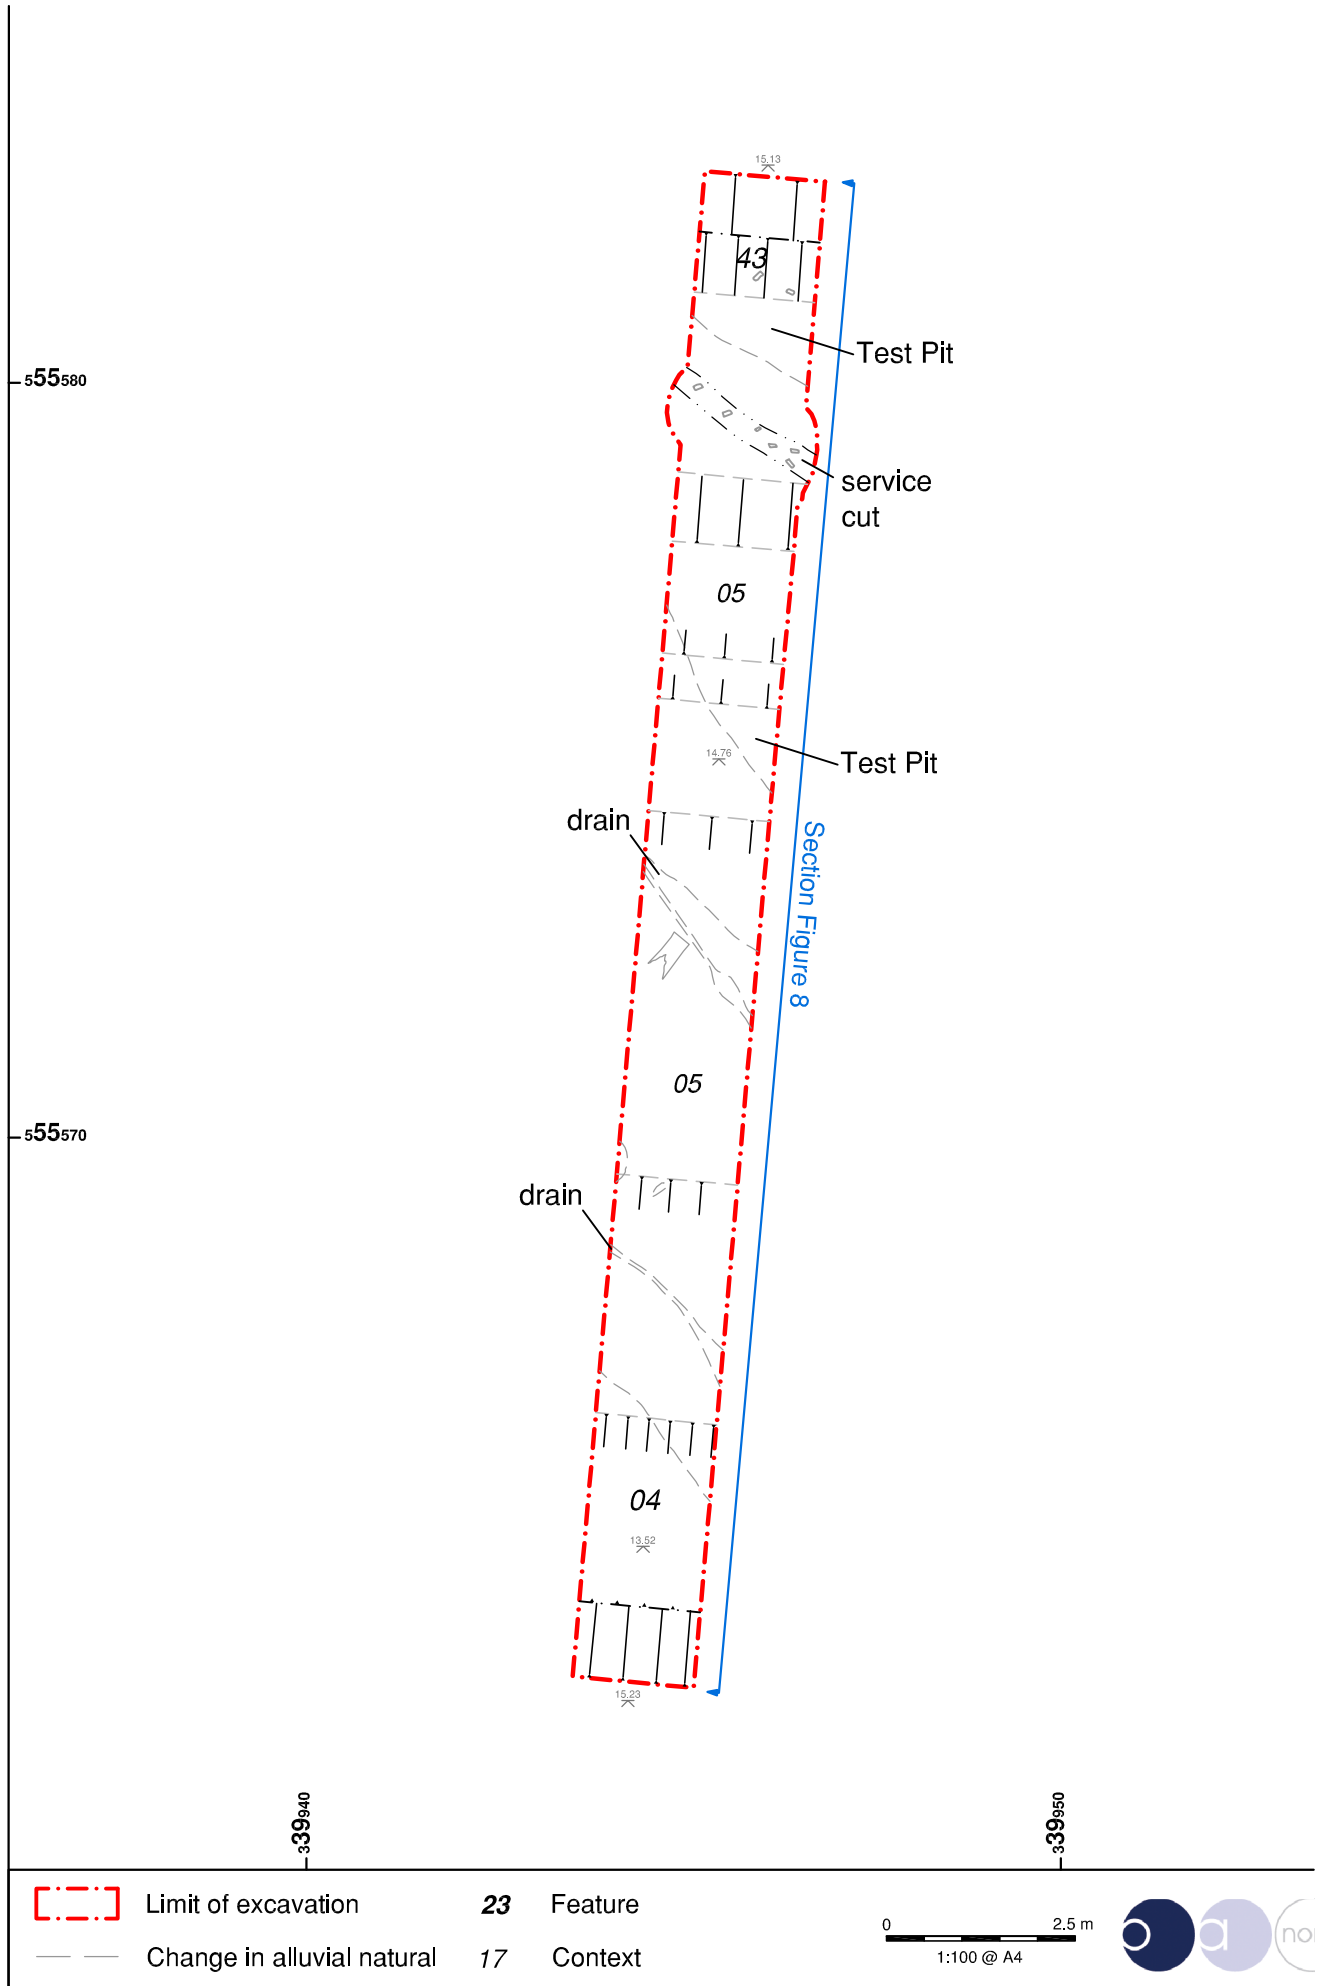 15.13
43
Test Pit
555580
service
cut
05
14.76
Test Pit
drain
Section Figure 8
05
555570
drain
04
13.52
15.23
339940
339950
Limit of excavation
23 Feature
Change in alluvial natural
17 Context
0 2.5 m
1:100 @ A4
o a no